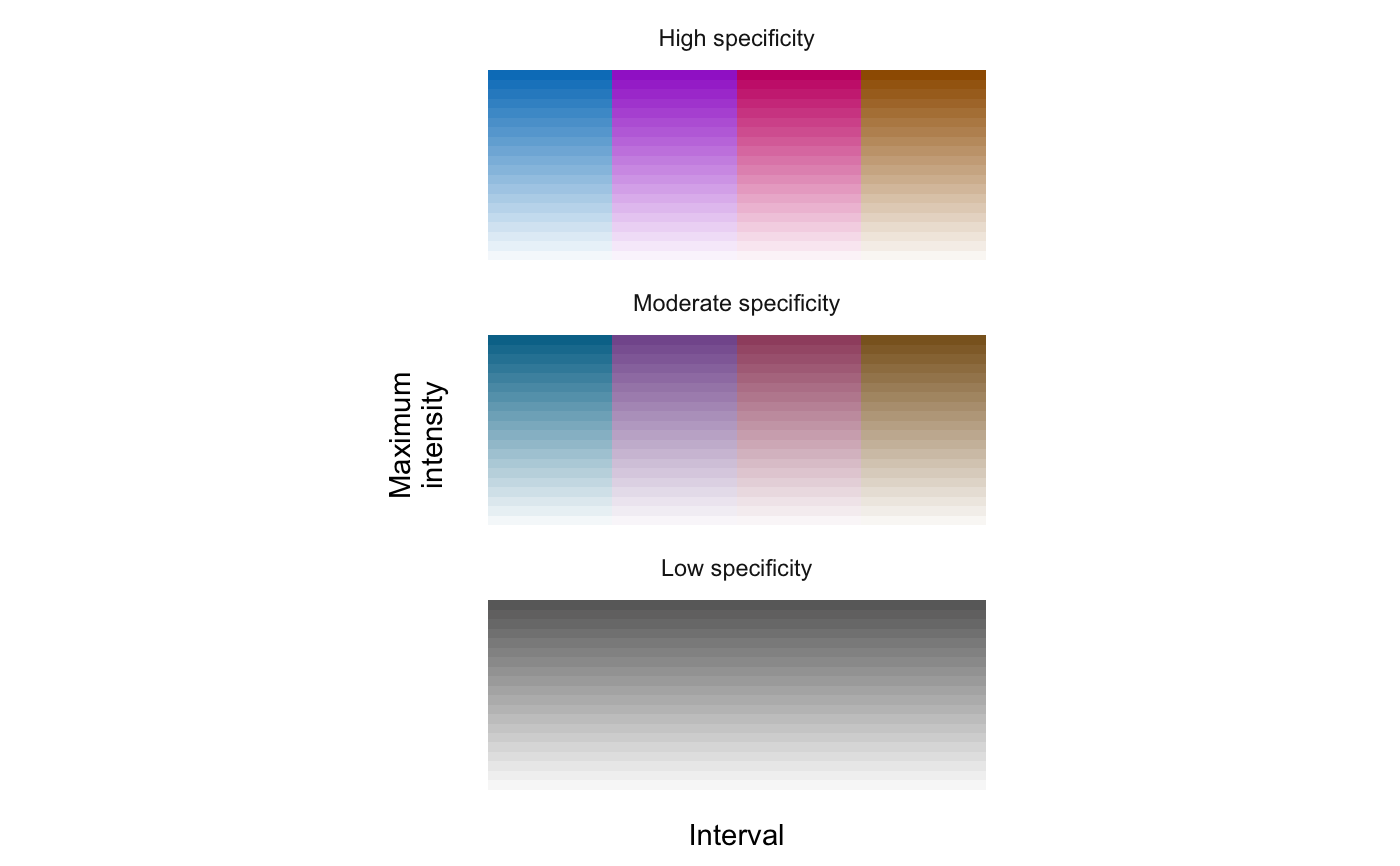 High specificity
Moderate specificity
Maximum
intensity
Low specificity
Interval